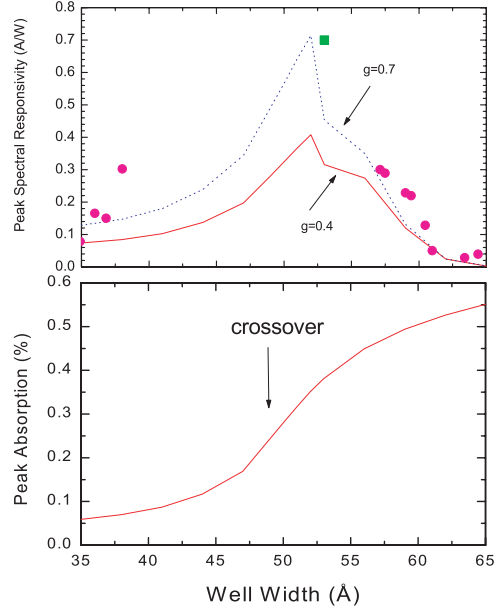 Peak Spectral Responsivity (A/W)
0.8
0.7
0.6
0.5
0.4
0.3
0.2
0.1
0.0
g=0.7
g=0.4
Peak Absorption (%)
0.6
0.5
0.4
0.3
0.2
0.1
0.0
crossover
35 40 45 50 55 60 65
Well Width (Å)